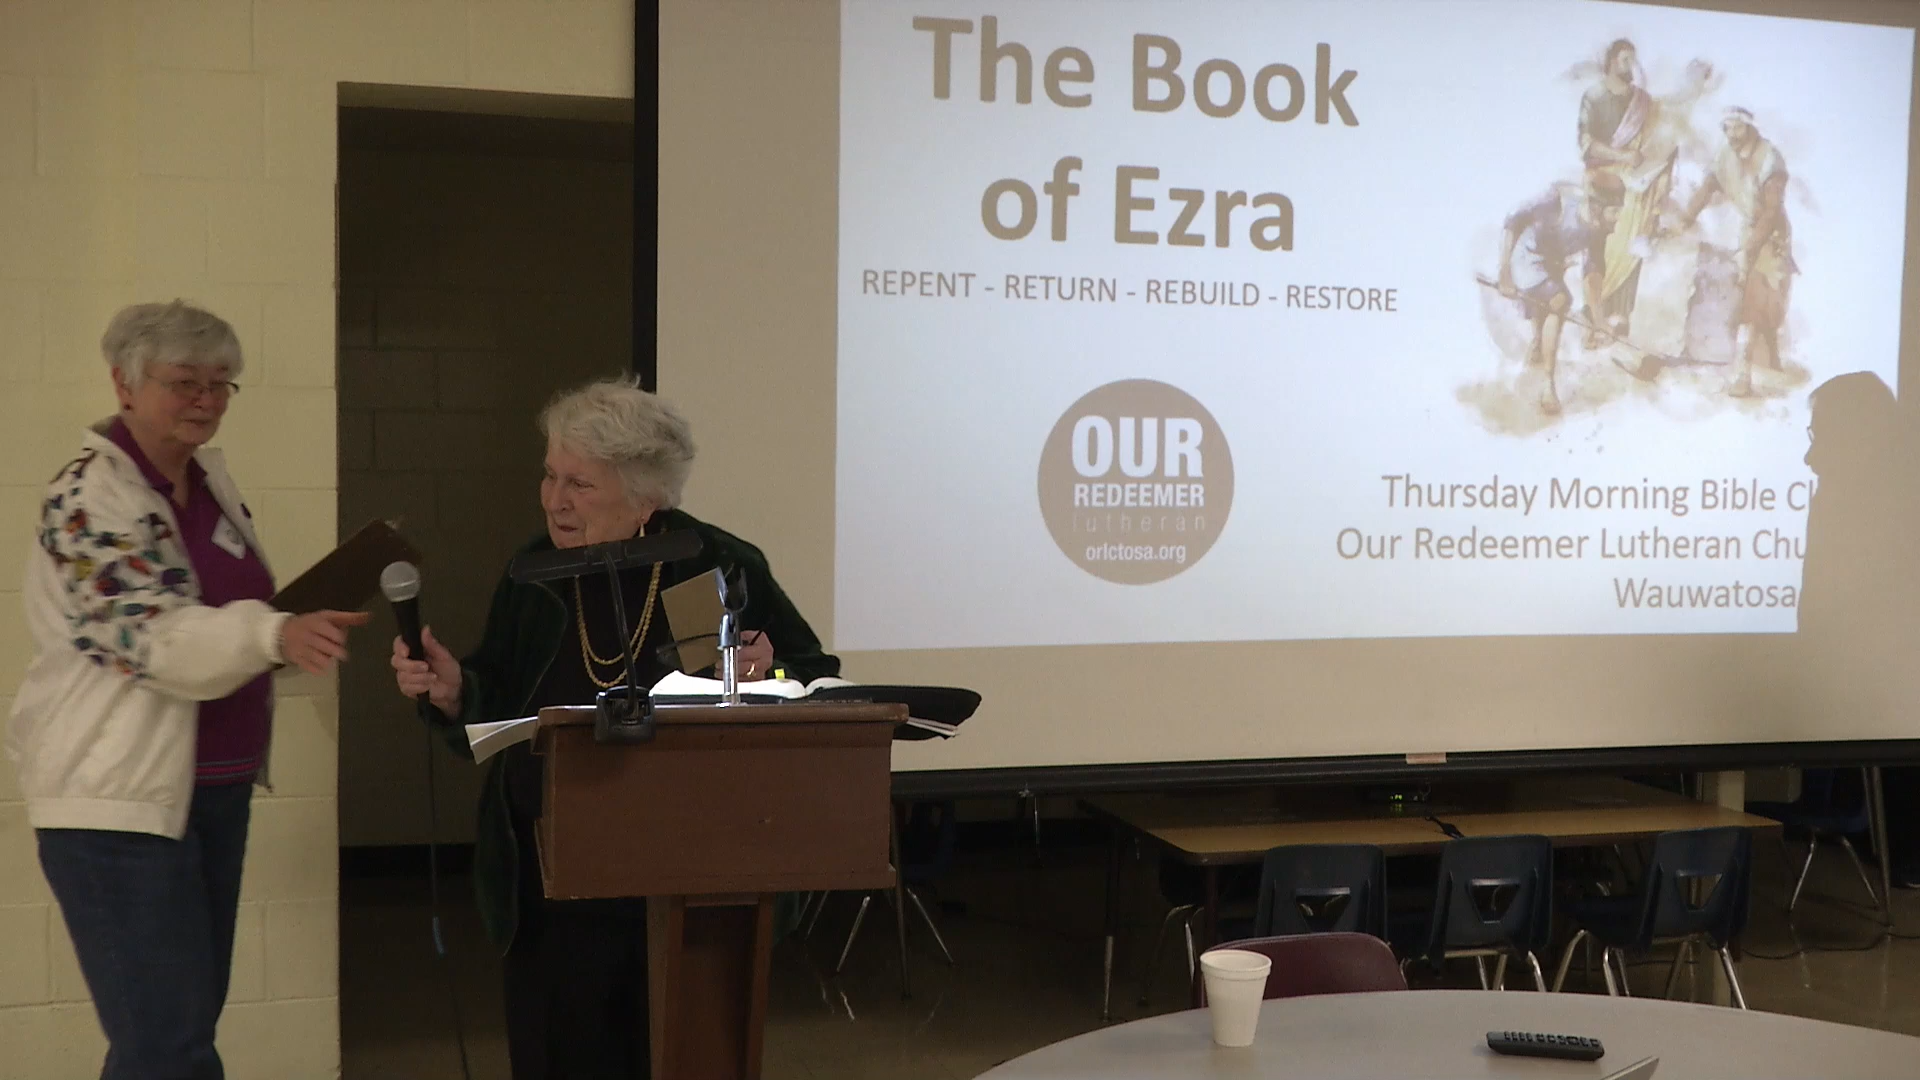 The Book
of Ezra
REPENT - RETURN - REBUILD - RESTORE
OUR
REDEEMER
lutheran
orlctosa.org
Thursday Morning Bible Cl
Our Redeemer Lutheran Chu
Wauwatosa